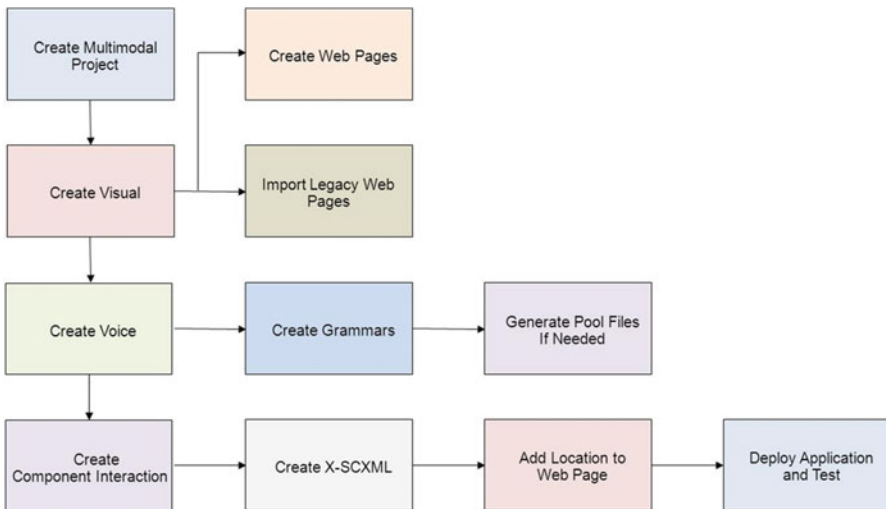 Create Multimodal
Project
Create Web Pages
Create Visual
Import Legacy Web
Pages
Create Voice
Create Grammars
Generate Pool Files
If Needed
Create
Component Interaction
Create X-SCXML
Add Location to
Web Page
Deploy Application
and Test